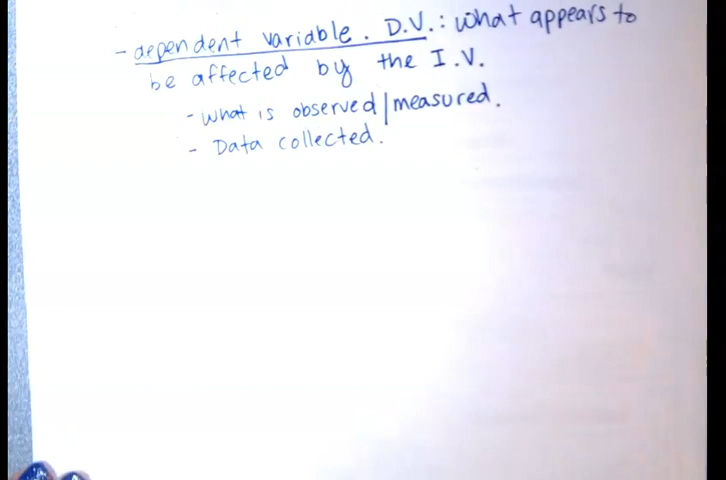 - dependent variable. D.V.: what appears to
be affected by the I.V.
- What is observed/measured.
- Data collected.